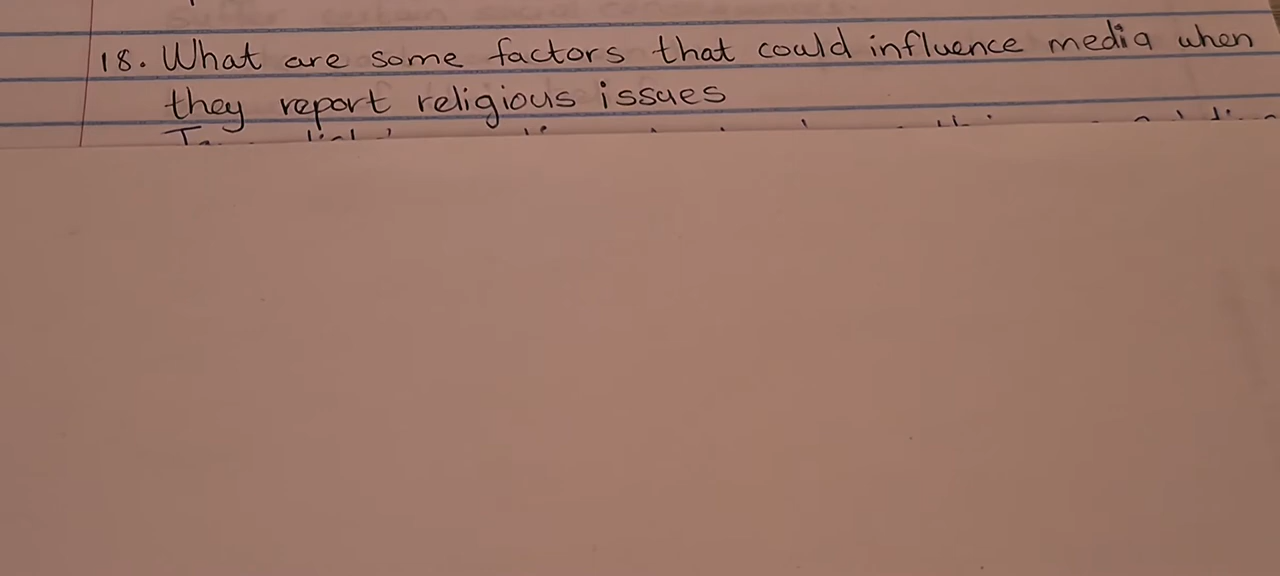 18. What are some factors that could influence media when
they report religious issues